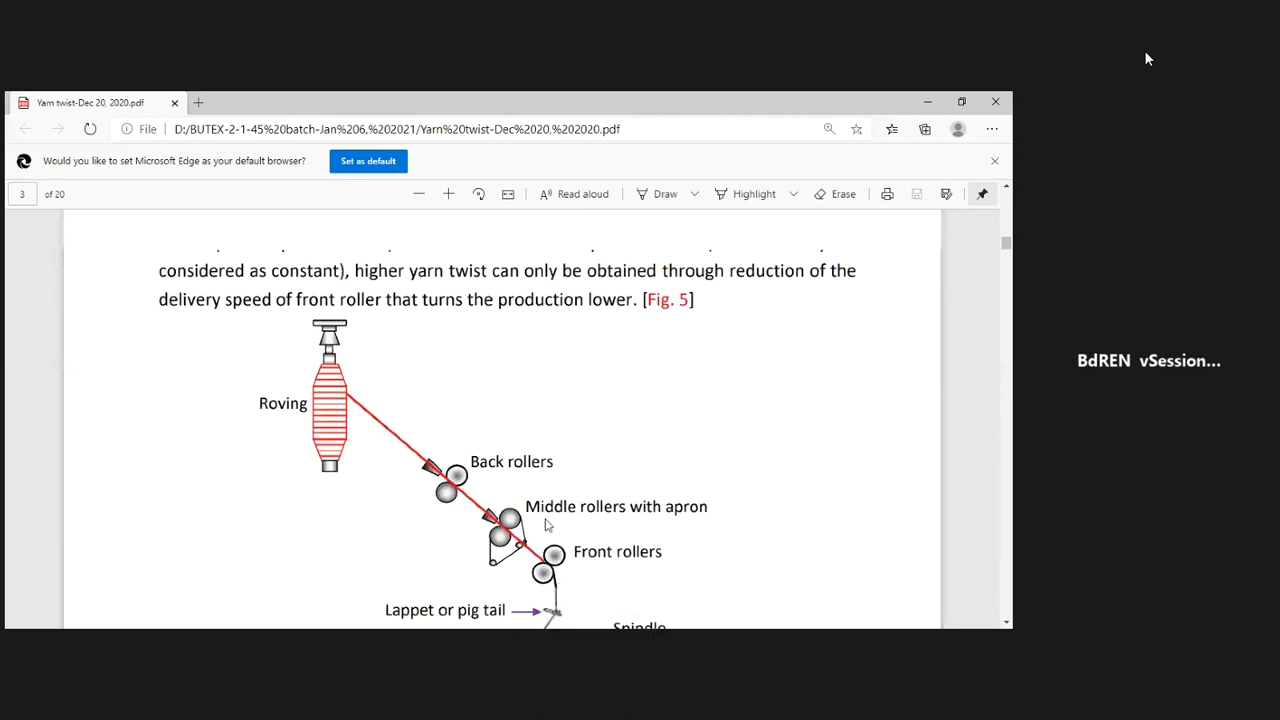 Yarn twist-Dec 20, 2020.pdf
File
D:/BUTEX-2-1-45%20batch-Jan%206,%202021/Yarn%20twist-Dec%2020,%202020.pdf
Would you like to set Microsoft Edge as your default browser?
Set as default
3 of 20
Read aloud
Draw
Highlight
Erase
considered as constant), higher yarn twist can only be obtained through reduction of the
delivery speed of front roller that turns the production lower. [Fig. 5]
Roving
Back rollers
Middle rollers with apron
Front rollers
Lappet or pig tail
Spindle
BdREN vSession...